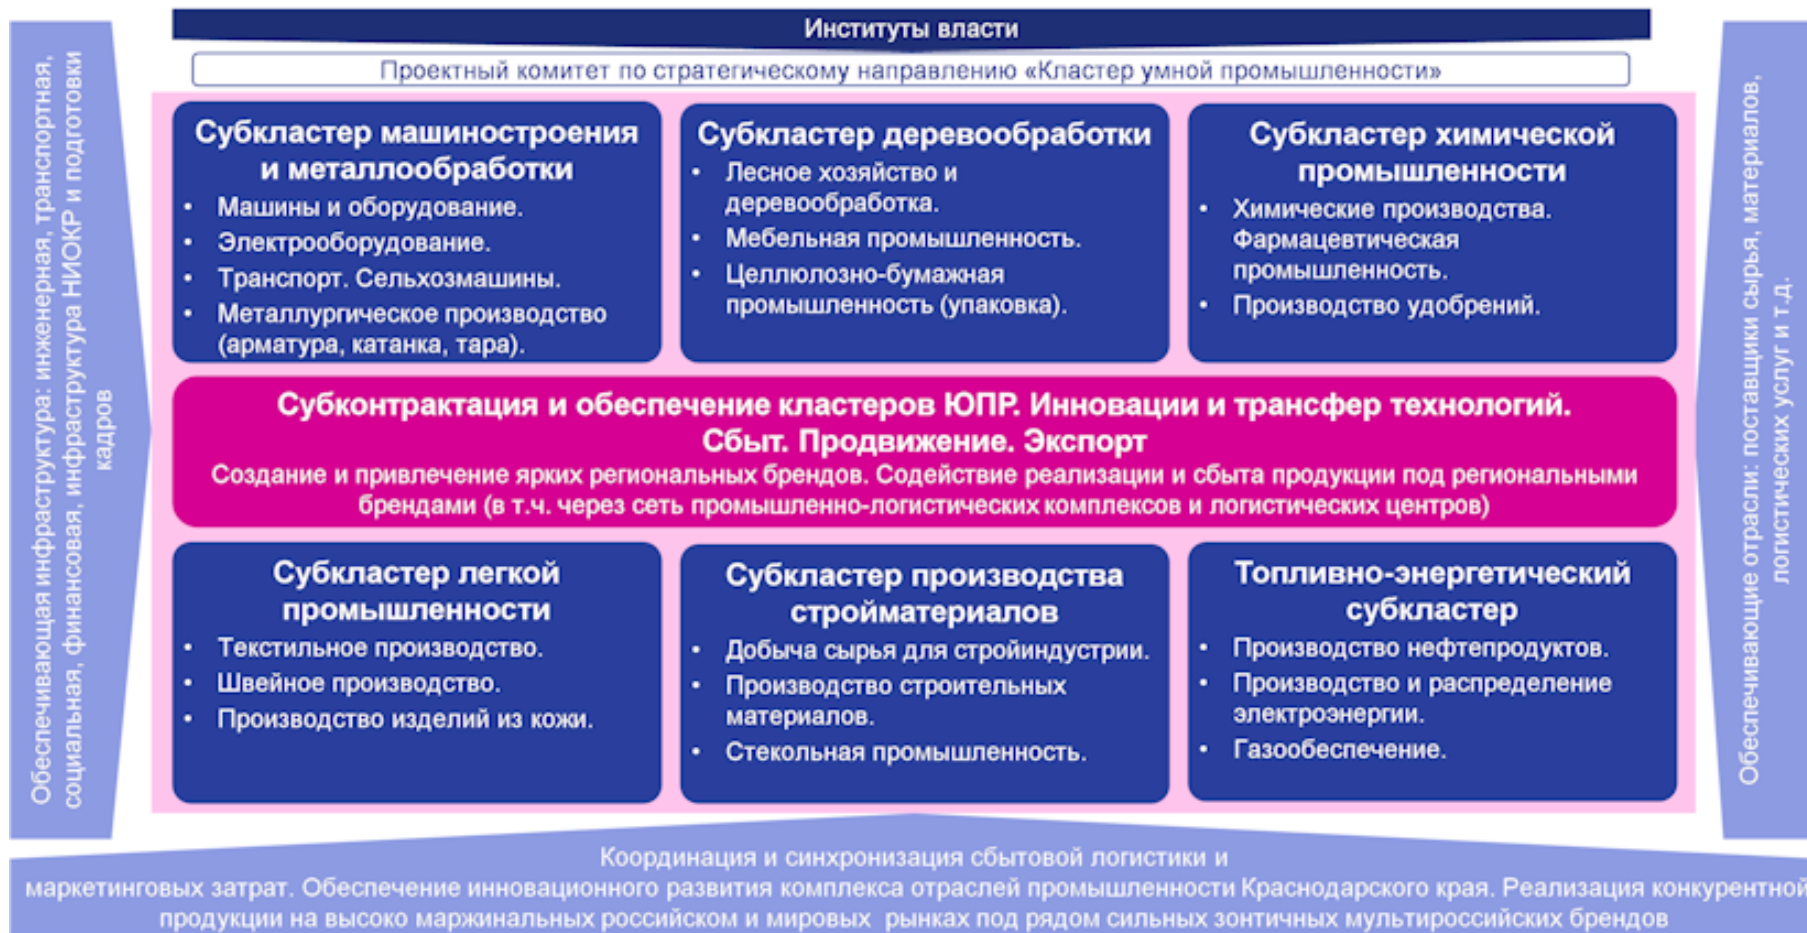 Институты власти
Проектный комитет по стратегическому направлению «Кластер умной промышленности»
Обеспечивающая инфраструктура: инженерная, транспортная,
социальная, финансовая, инфраструктура НИОКР и подготовки
кадров
Субкластер машиностроения
и металлообработки
• Машины и оборудование.
• Электрооборудование.
• Транспорт. Сельхозмашины.
• Металлургическое производство
(арматура, катанка, тара).
Субкластер деревообработки
• Лесное хозяйство и
деревообработка.
• Мебельная промышленность.
• Целлюлозно-бумажная
промышленность (упаковка).
Субкластер химической
промышленности
• Химические производства.
Фармацевтическая
промышленность.
• Производство удобрений.
Субконтрактация и обеспечение кластеров ЮПР. Инновации и трансфер технологий.
Сбыт. Продвижение. Экспорт
Создание и привлечение ярких региональных брендов. Содействие реализации и сбыта продукции под региональными
брендами (в т.ч. через сеть промышленно-логистических комплексов и логистических центров)
Субкластер легкой
промышленности
• Текстильное производство.
• Швейное производство.
• Производство изделий из кожи.
Субкластер производства
стройматериалов
• Добыча сырья для стройиндустрии.
• Производство строительных
материалов.
• Стекольная промышленность.
Топливно-энергетический
субкластер
• Производство нефтепродуктов.
• Производство и распределение
электроэнергии.
• Газообеспечение.
Обеспечивающие отрасли: поставщики сырья, материалов,
логистических услуг и т.д.
Координация и синхронизация сбытовой логистики и
маркетинговых затрат. Обеспечение инновационного развития комплекса отраслей промышленности Краснодарского края. Реализация конкурентной
продукции на высоко маржинальных российском и мировых рынках под рядом сильных зонтичных мультироссийских брендов